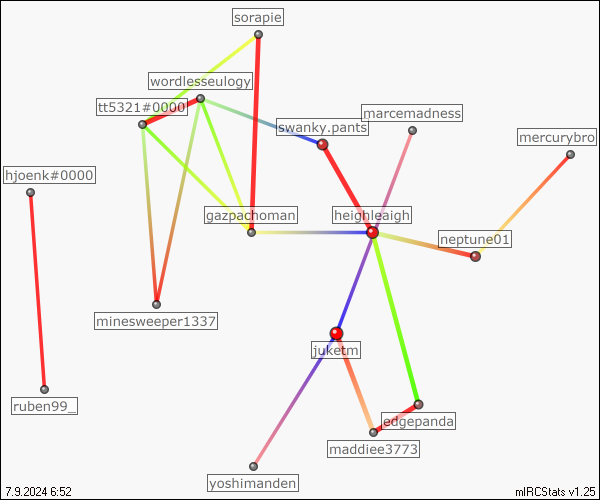 sorapie
wordlesseulogy
tt5321#0000
marcemadness
swanky.pants
mercurybro
hjoenk#0000
gazpachoman
heighleaigh
neptune01
minesweeper1337
juketm
ruben99_
edgepanda
maddiee3773
yoshimanden
7.9.2024 6:52
mIRCStats v1.25